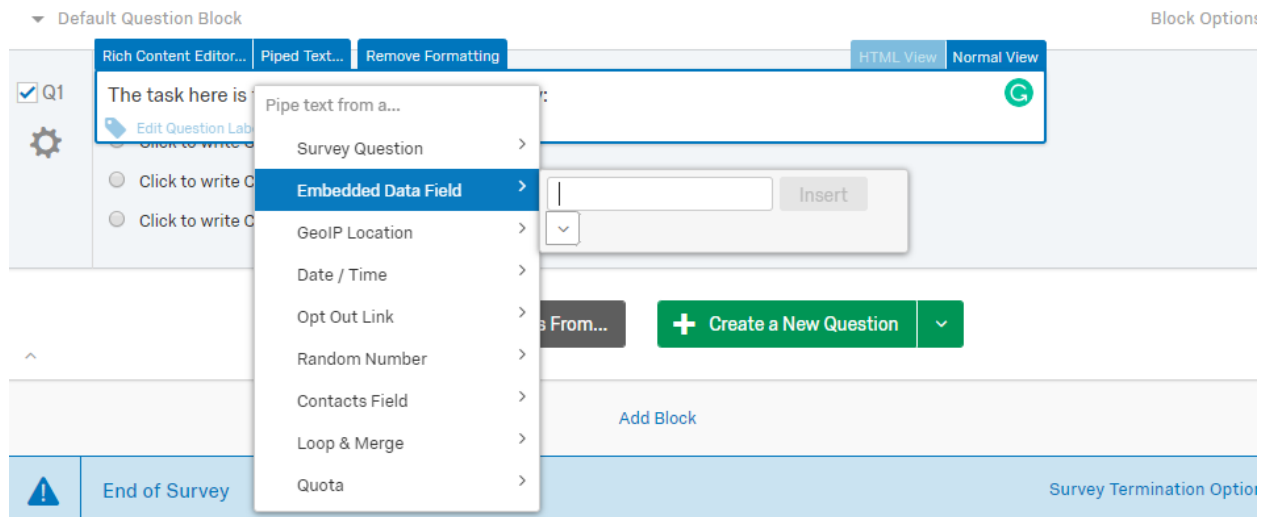 Default Question Block
Block Options
Rich Content Editor... Piped Text... Remove Formatting HTML View Normal View
Q1
The task here is
:
Edit Question
Pipe text from a...
Survey Question
Click to write
Embedded Data Field
Insert
Click to write
GeoIP Location
Date / Time
Opt Out Link
From...
Create a New Question
Random Number
Contacts Field
Add Block
Loop & Merge
Quota
End of Survey
Survey Termination